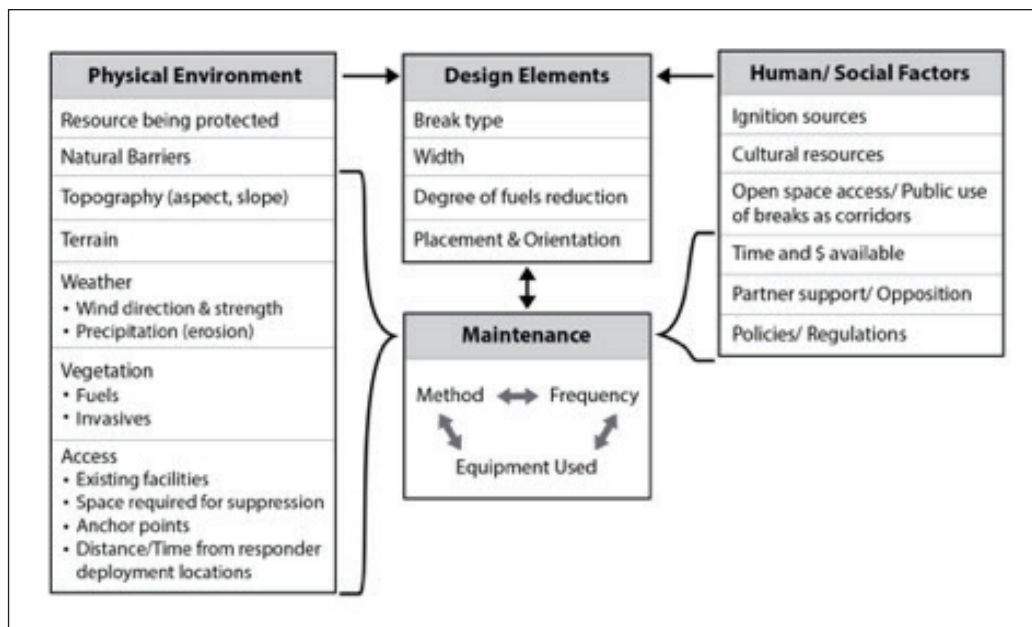 Physical Environment
Resource being protected
Natural Barriers
Topography (aspect, slope)
Terrain
Weather
• Wind direction & strength
• Precipitation (erosion)
Vegetation
• Fuels
• Invasives
Access
• Existing facilities
• Space required for suppression
• Anchor points
• Distance/Time from responder
deployment locations
Design Elements
Break type
Width
Degree of fuels reduction
Placement & Orientation
Maintenance
Method
Frequency
Equipment Used
Human/ Social Factors
Ignition sources
Cultural resources
Open space access/ Public use
of breaks as corridors
Time and $ available
Partner support/ Opposition
Policies/ Regulations